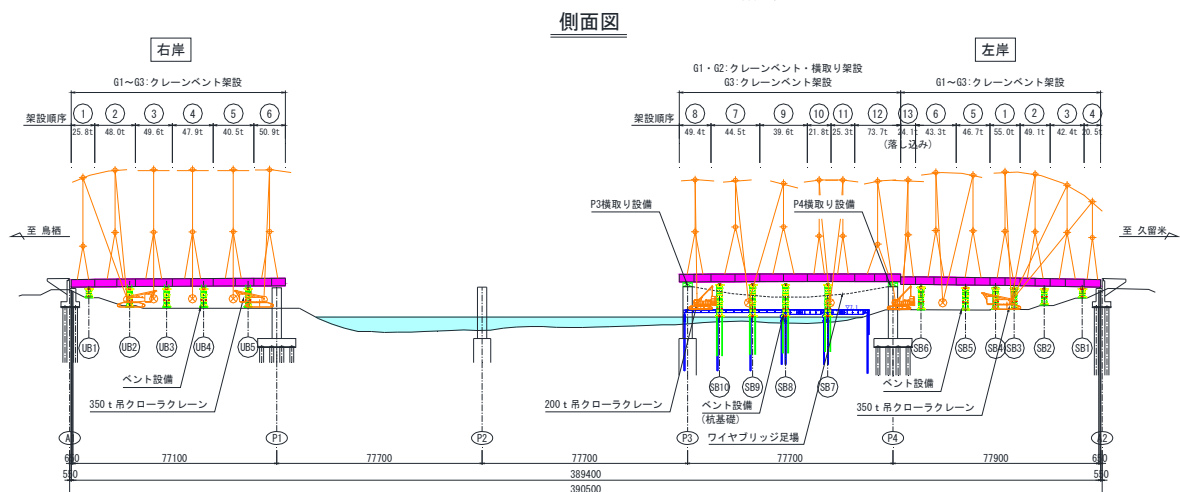 側面図
右岸
左岸
G1～G3:クレーンベント架設
G1・G2:クレーンベント・横取り架設
G3:クレーンベント架設
G1～G3:クレーンベント架設
架設順序
1 2 3 4 5 6
25.8t 48.0t 49.6t 47.9t 40.5t 50.9t
架設順序
8 7 9 10 11 12 13 6 5 1 2 3 4
49.4t 44.5t 39.6t 21.8t 25.3t 73.7t 24.1t 43.3t 46.7t 55.0t 49.1t 42.4t 20.5t
(落し込み)
P3横取り設備
P4横取り設備
至 鳥栖
至 久留米
UB1 UB2 UB3 UB4 UB5
SB6 SB5 SB4 SB3 SB2 SB1
SB10 SB9 SB8 SB7
ベント設備
350t吊クローラクレーン
200t吊クローラクレーン
ベント設備
(杭基礎)
ワイヤブリッジ足場
ベント設備
350t吊クローラクレーン
P1 P2 P3 P4 A2
650 77100 77700 77700 77700 77900 650
550 389400 550
390500